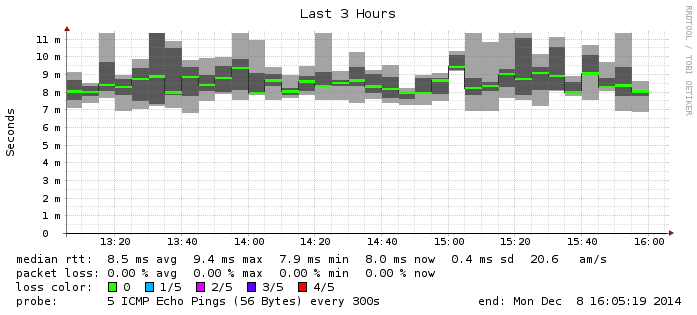 Last 3 Hours
RRDTOOL / TOBI OETIKER
Seconds
11 m
10 m
9 m
8 m
7 m
6 m
5 m
4 m
3 m
2 m
1 m
0
13:20 13:40 14:00 14:20 14:40 15:00 15:20 15:40 16:00
median rtt: 8.5 ms avg 9.4 ms max 7.9 ms min 8.0 ms now 0.4 ms sd 20.6 am/s
packet loss: 0.00 % avg 0.00 % max 0.00 % min 0.00 % now
loss color: 0 1/5 2/5 3/5 4/5
probe: 5 ICMP Echo Pings (56 Bytes) every 300s end: Mon Dec 8 16:05:19 2014